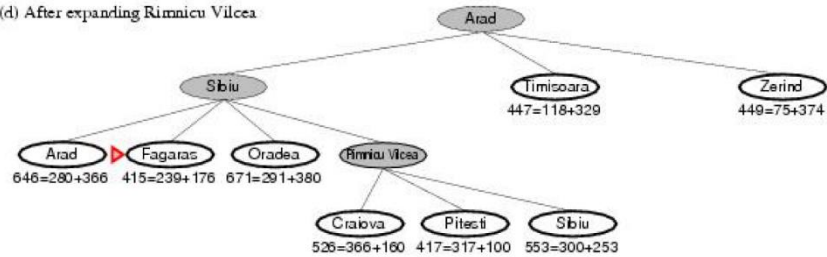 (d) After expanding Rimnicu Vilcea
Arad
Sibiu
Timisoara
Zerind
447=118+329
449=75+374
Arad
Fagaras
Oradea
Rimnicu Vilcea
646=280+366
415=239+176
671=291+380
Craiova
Pitesti
Sibiu
526=366+160
417=317+100
553=300+253